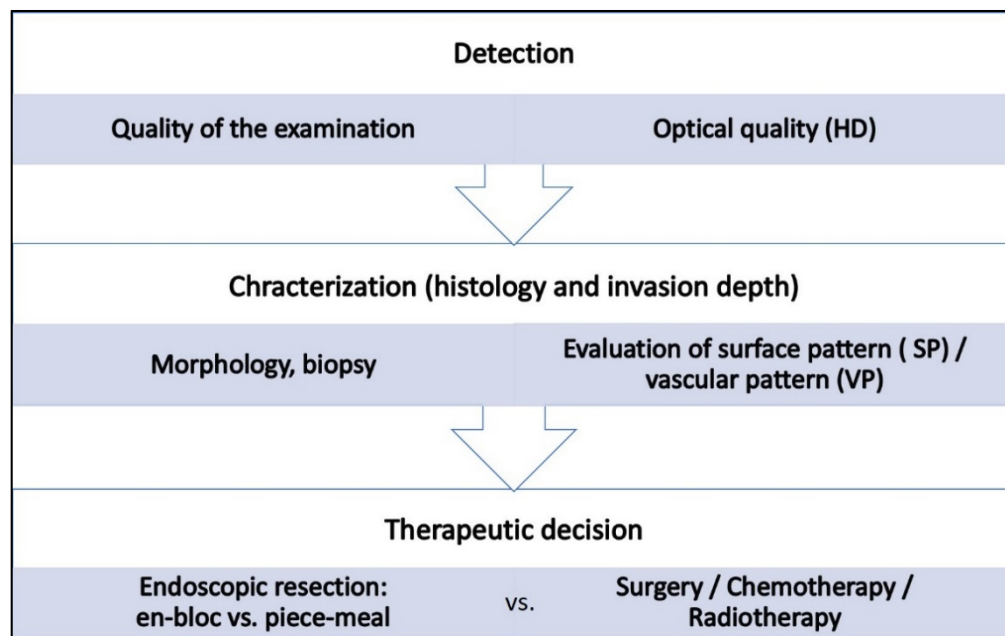 Detection
Quality of the examination
Optical quality (HD)
Chracterization (histology and invasion depth)
Morphology, biopsy
Evaluation of surface pattern ( SP) /
vascular pattern (VP)
Therapeutic decision
Endoscopic resection:
en-bloc vs. piece-meal
vs.
Surgery / Chemotherapy /
Radiotherapy